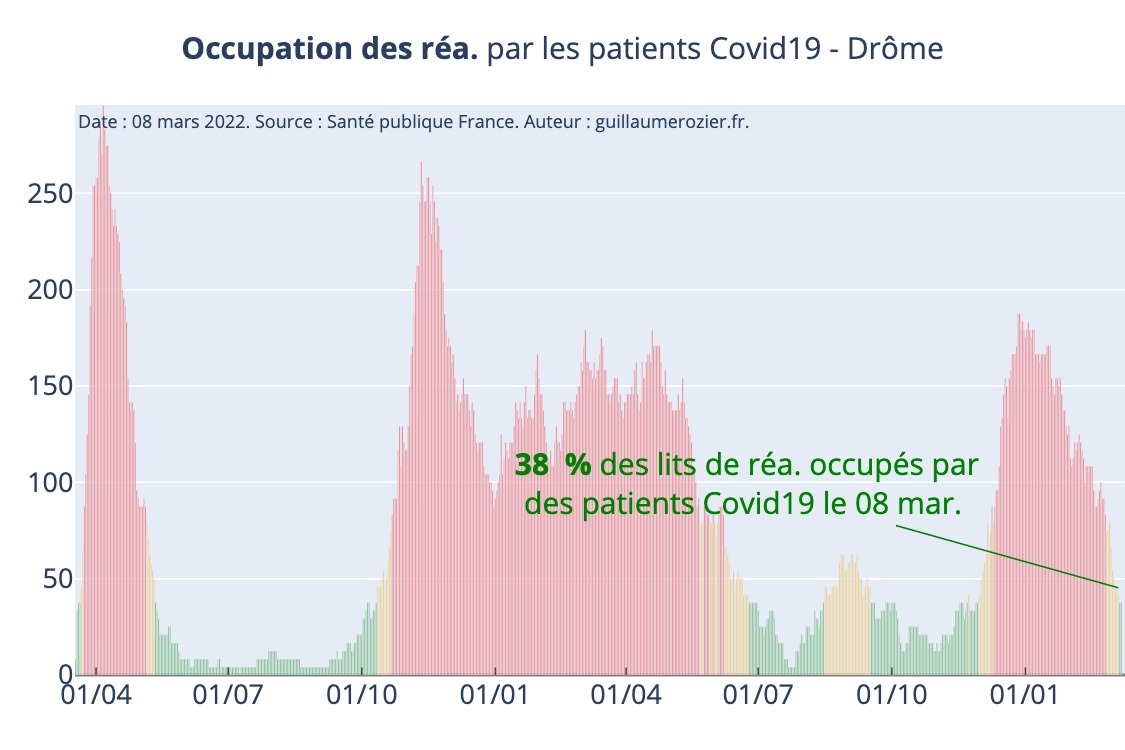 Occupation des réa. par les patients Covid19 - Drôme
Date : 08 mars 2022. Source : Santé publique France. Auteur : guillaumerozier.fr.
250
200
150
100
50
0
38 % des lits de réa. occupés par
des patients Covid19 le 08 mar.
01/04 01/07 01/10 01/01 01/04 01/07 01/10 01/01